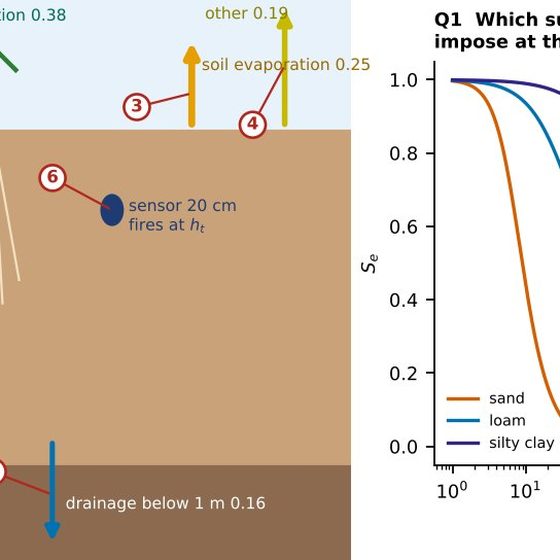 tion 0.38
other 0.19
soil evaporation 0.25
3
4
6
sensor 20 cm
fires at hₜ
drainage below 1 m 0.16
Q1 Which su
impose at th
Sₑ
1.0
0.8
0.6
0.4
0.2
0.0
sand
loam
silty clay
10⁰
10¹